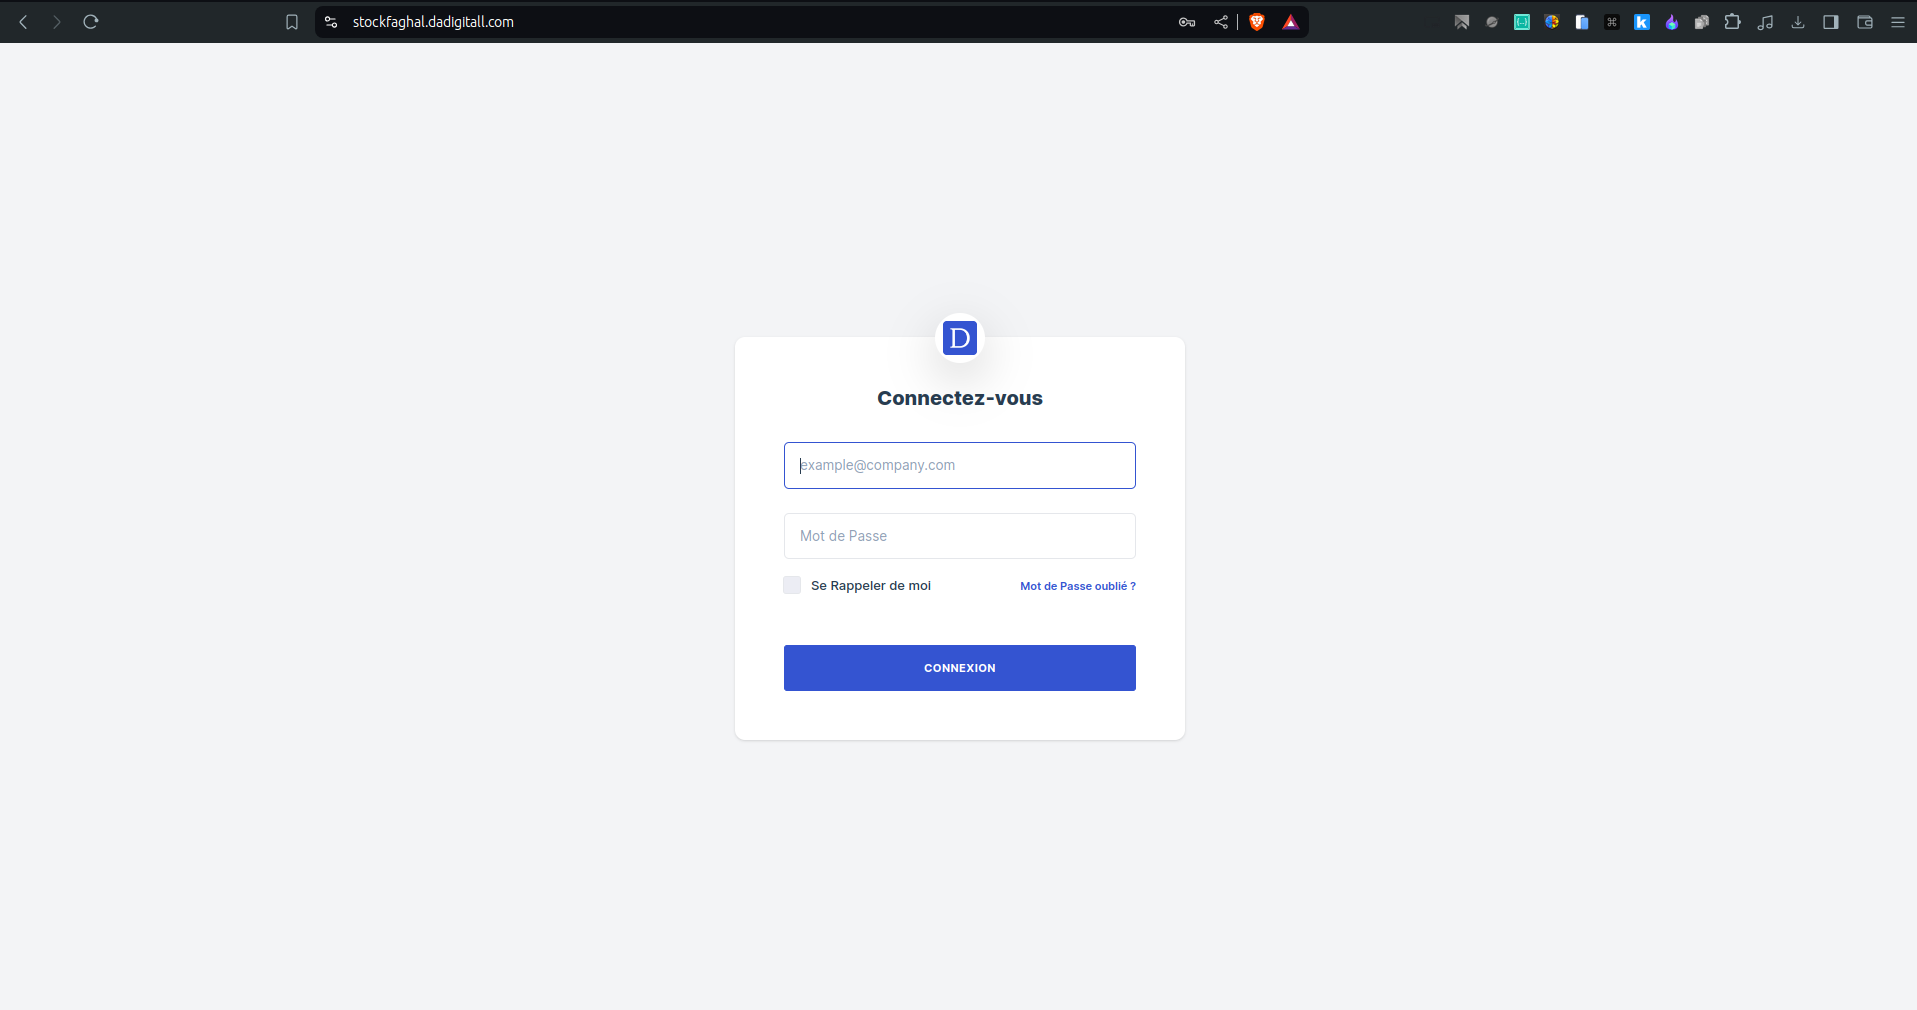 stockfaghal.dadigitall.com
D
Connectez-vous
example@company.com
Mot de Passe
Se Rappeler de moi
Mot de Passe oublié ?
CONNEXION